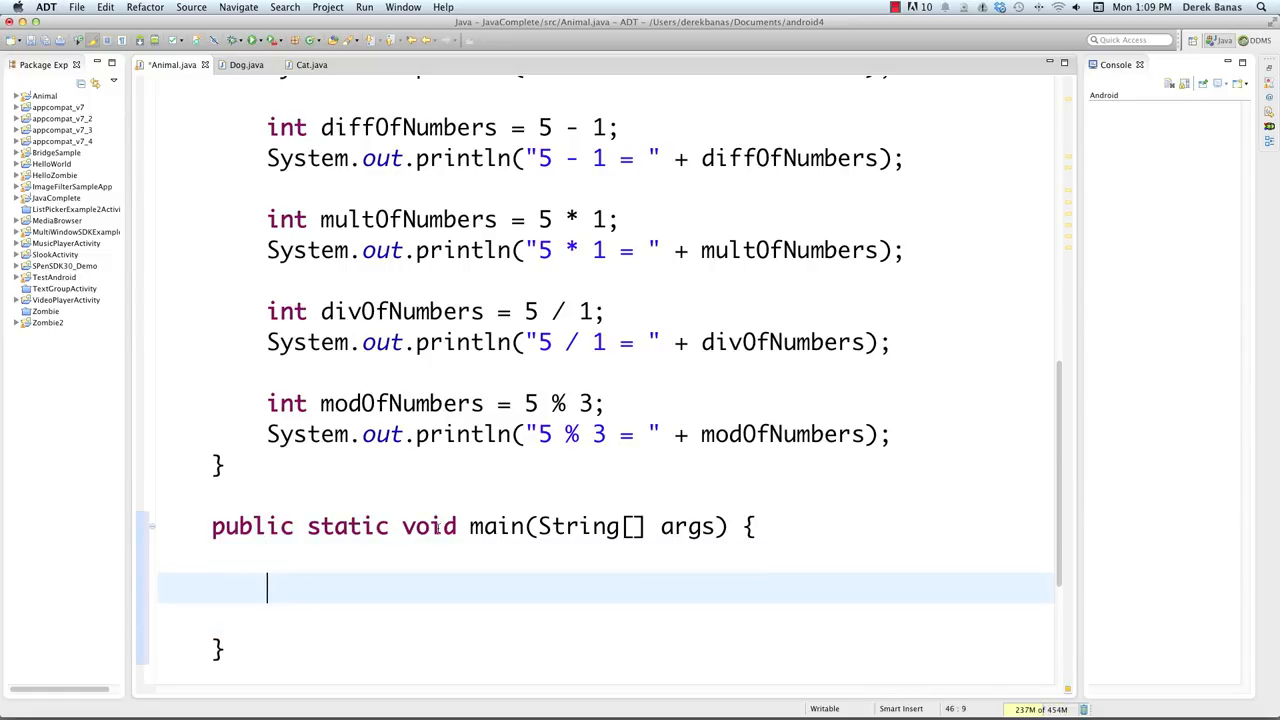 ADT File Edit Refactor Source Navigate Search Project Run Window Help
10 Mon 1:09 PM Derek Banas
Java - JavaComplete/src/Animal.java - ADT - /Users/derekbanas/Documents/android4
Quick Access Java DDMS
Package Exp *Animal.java Dog.java Cat.java Console
Android
Animal
appcompat_v7
appcompat_v7_2
appcompat_v7_3
appcompat_v7_4
BridgeSample
HelloWorld
HelloZombie
ImageFilterSampleApp
JavaComplete
ListPickerExample2Activi
MediaBrowser
MultiWindowSDKExample
MusicPlayerActivity
SlookActivity
SPenSDK30_Demo
TestAndroid
TextGroupActivity
VideoPlayerActivity
Zombie
Zombie2
int diffOfNumbers = 5 - 1;
System.out.println("5 - 1 = " + diffOfNumbers);
int multOfNumbers = 5 * 1;
System.out.println("5 * 1 = " + multOfNumbers);
int divOfNumbers = 5 / 1;
System.out.println("5 / 1 = " + divOfNumbers);
int modOfNumbers = 5 % 3;
System.out.println("5 % 3 = " + modOfNumbers);
}
public static void main(String[] args) {
}
Writable Smart Insert 46 : 9 237M of 454M